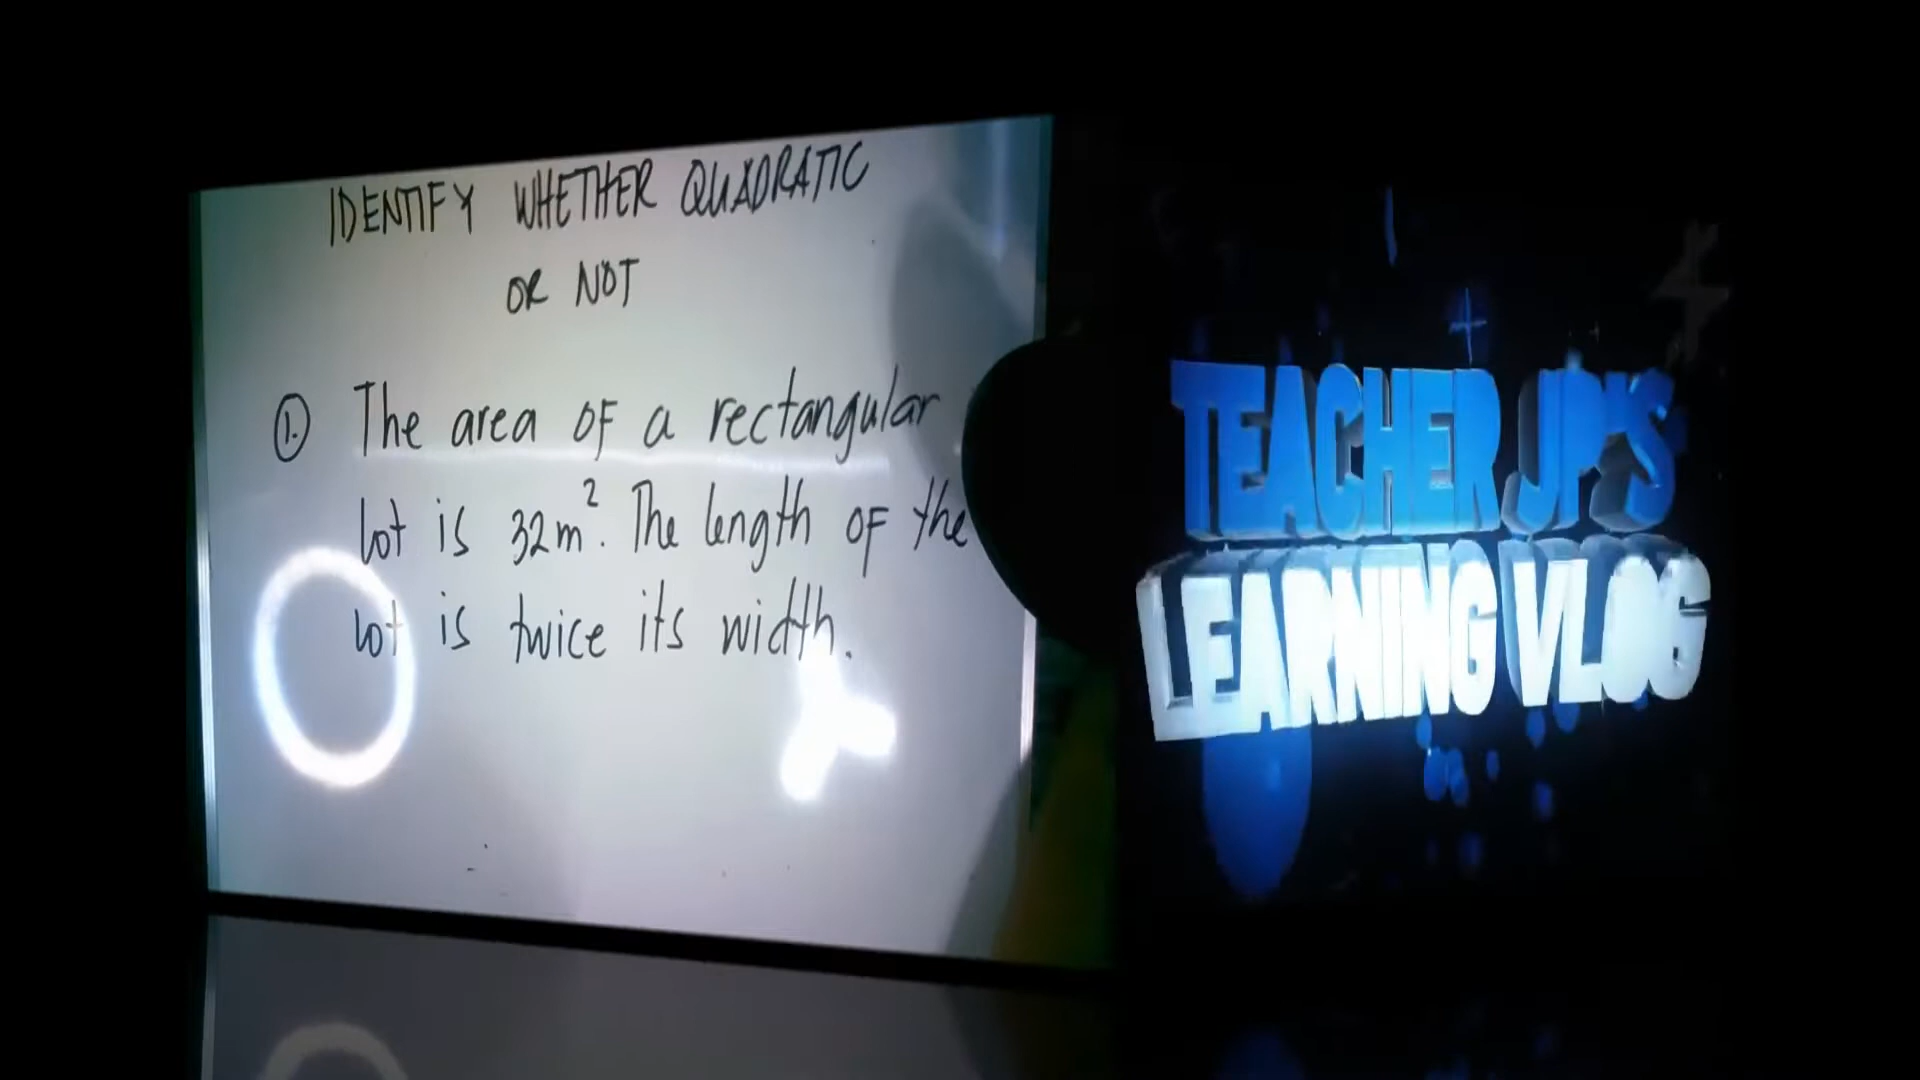 IDENTIFY WHETHER QUADRATIC
OR NOT
1. The area of a rectangular
lot is 32m². The length of the
lot is twice its width.
TEACHER JP'S
LEARNING VLOG